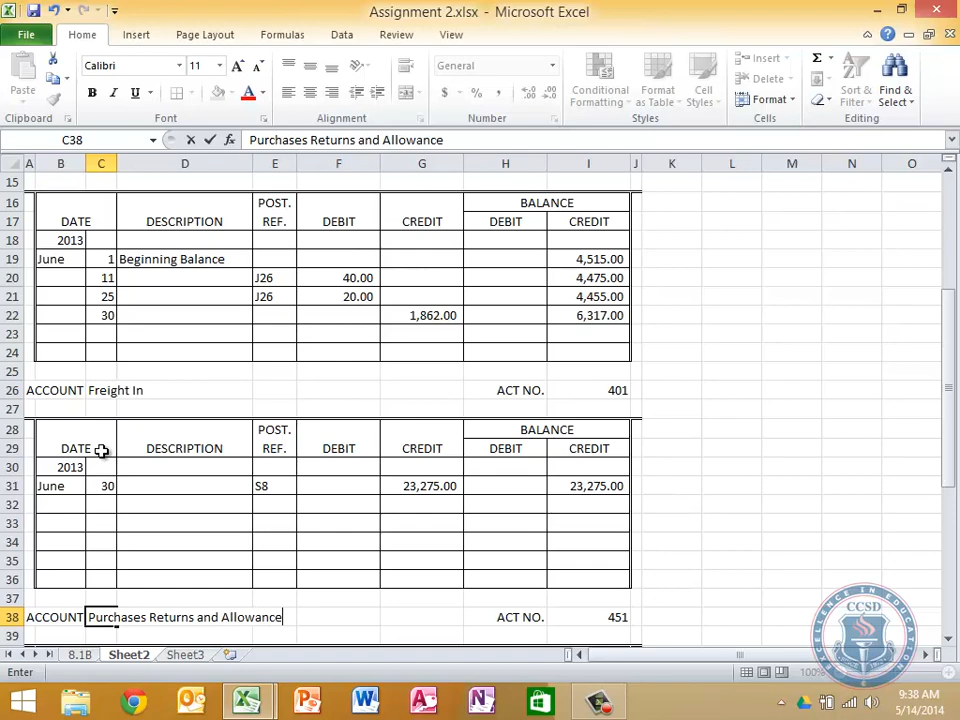 Assignment 2.xlsx - Microsoft Excel
File Home Insert Page Layout Formulas Data Review View
Paste Calibri 11 General Conditional Formatting Format as Table Cell Styles Insert Delete Format Sort & Filter Find & Select
Clipboard Font Alignment Number Styles Cells Editing
C38 fx Purchases Returns and Allowance
A B C D E F G H I J K L M N O
15
16 POST. BALANCE
17 DATE DESCRIPTION REF. DEBIT CREDIT DEBIT CREDIT
18 2013
19 June 1 Beginning Balance 4,515.00
20 11 J26 40.00 4,475.00
21 25 J26 20.00 4,455.00
22 30 1,862.00 6,317.00
23
24
25
26 ACCOUNT Freight In ACT NO. 401
27
28 POST. BALANCE
29 DATE DESCRIPTION REF. DEBIT CREDIT DEBIT CREDIT
30 2013
31 June 30 S8 23,275.00 23,275.00
32
33
34
35
36
37
38 ACCOUNT Purchases Returns and Allowance ACT NO. 451
39
8.1B Sheet2 Sheet3
Enter 100%
EXCELLENCE IN EDUCATION
CCSD
9:38 AM
5/14/2014